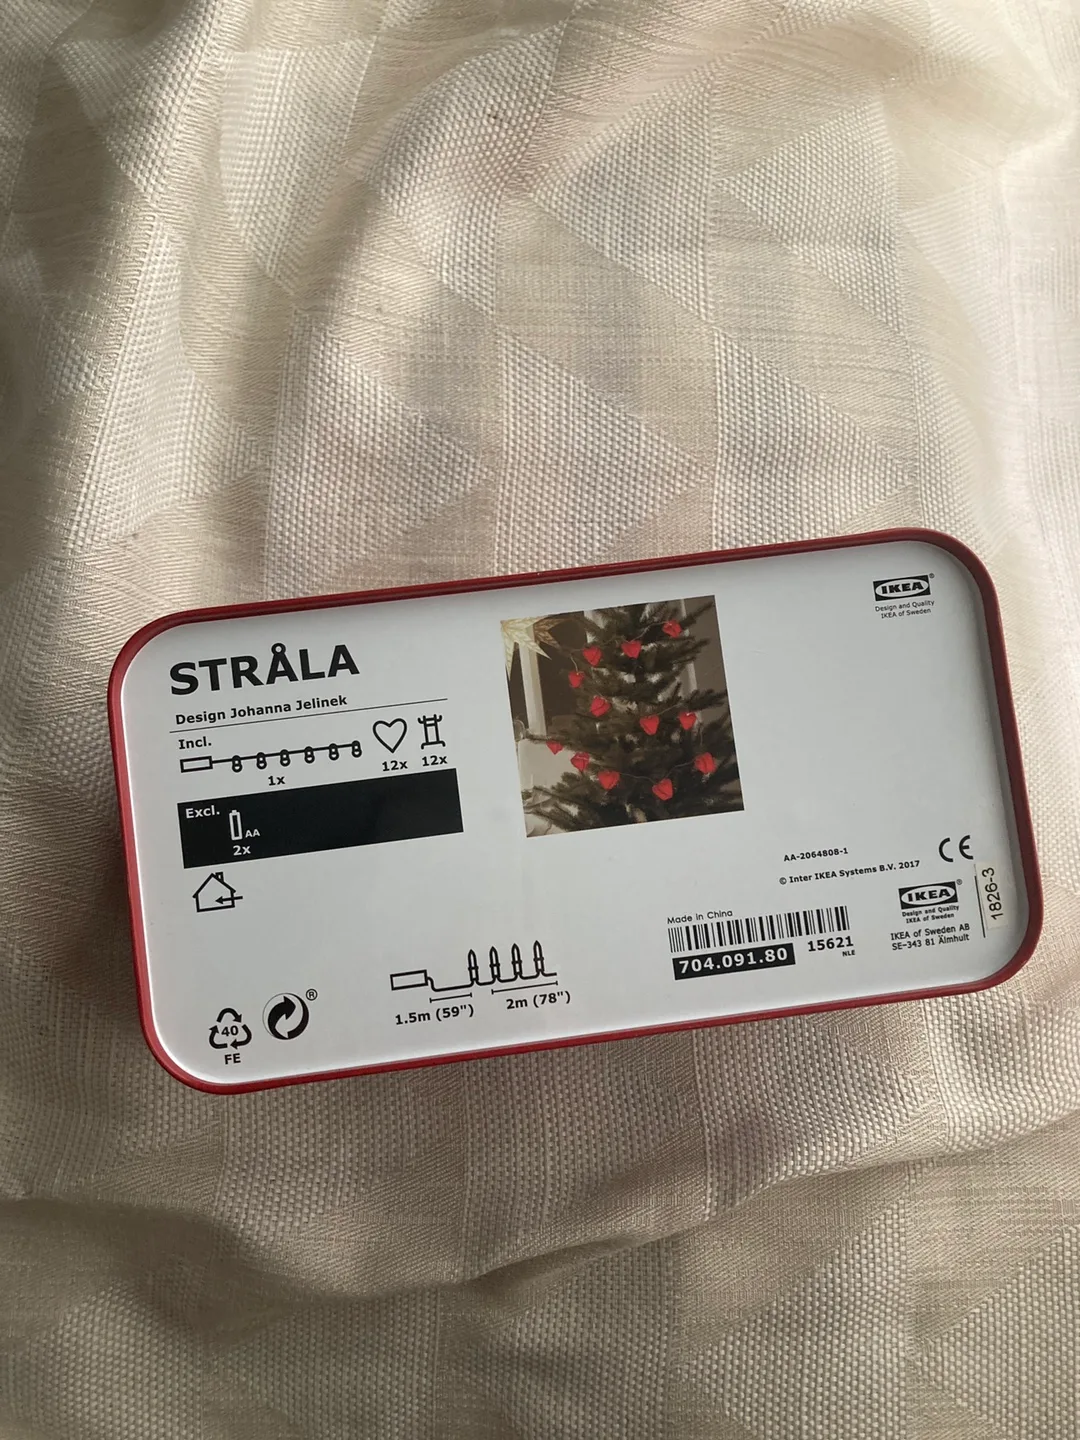 IKEA®
Design and Quality
IKEA of Sweden
STRÅLA
Design Johanna Jelinek
Incl.
1x
12x
12x
Excl.
AA
2x
AA-2064808-1
© Inter IKEA Systems B.V. 2017
CE
IKEA®
Design and Quality
IKEA of Sweden
IKEA of Sweden AB
SE-343 81 Älmhult
1826-3
Made in China
704.091.80
15621
NLE
1.5m (59")
2m (78")
40
FE
®